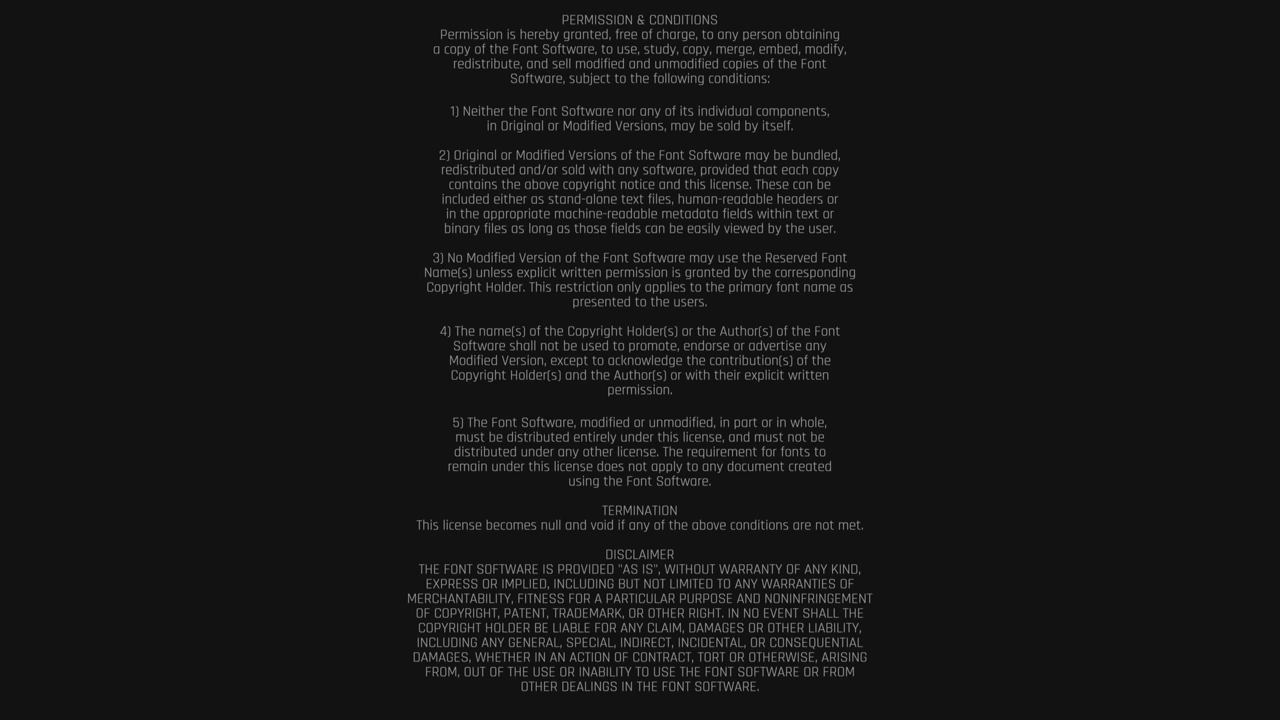 PERMISSION & CONDITIONS
Permission is hereby granted, free of charge, to any person obtaining
a copy of the Font Software, to use, study, copy, merge, embed, modify,
redistribute, and sell modified and unmodified copies of the Font
Software, subject to the following conditions:
1) Neither the Font Software nor any of its individual components,
in Original or Modified Versions, may be sold by itself.
2) Original or Modified Versions of the Font Software may be bundled,
redistributed and/or sold with any software, provided that each copy
contains the above copyright notice and this license. These can be
included either as stand-alone text files, human-readable headers or
in the appropriate machine-readable metadata fields within text or
binary files as long as those fields can be easily viewed by the user.
3) No Modified Version of the Font Software may use the Reserved Font
Name(s) unless explicit written permission is granted by the corresponding
Copyright Holder. This restriction only applies to the primary font name as
presented to the users.
4) The name(s) of the Copyright Holder(s) or the Author(s) of the Font
Software shall not be used to promote, endorse or advertise any
Modified Version, except to acknowledge the contribution(s) of the
Copyright Holder(s) and the Author(s) or with their explicit written
permission.
5) The Font Software, modified or unmodified, in part or in whole,
must be distributed entirely under this license, and must not be
distributed under any other license. The requirement for fonts to
remain under this license does not apply to any document created
using the Font Software.
TERMINATION
This license becomes null and void if any of the above conditions are not met.
DISCLAIMER
THE FONT SOFTWARE IS PROVIDED "AS IS", WITHOUT WARRANTY OF ANY KIND,
EXPRESS OR IMPLIED, INCLUDING BUT NOT LIMITED TO ANY WARRANTIES OF
MERCHANTABILITY, FITNESS FOR A PARTICULAR PURPOSE AND NONINFRINGEMENT
OF COPYRIGHT, PATENT, TRADEMARK, OR OTHER RIGHT. IN NO EVENT SHALL THE
COPYRIGHT HOLDER BE LIABLE FOR ANY CLAIM, DAMAGES OR OTHER LIABILITY,
INCLUDING ANY GENERAL, SPECIAL, INDIRECT, INCIDENTAL, OR CONSEQUENTIAL
DAMAGES, WHETHER IN AN ACTION OF CONTRACT, TORT OR OTHERWISE, ARISING
FROM, OUT OF THE USE OR INABILITY TO USE THE FONT SOFTWARE OR FROM
OTHER DEALINGS IN THE FONT SOFTWARE.